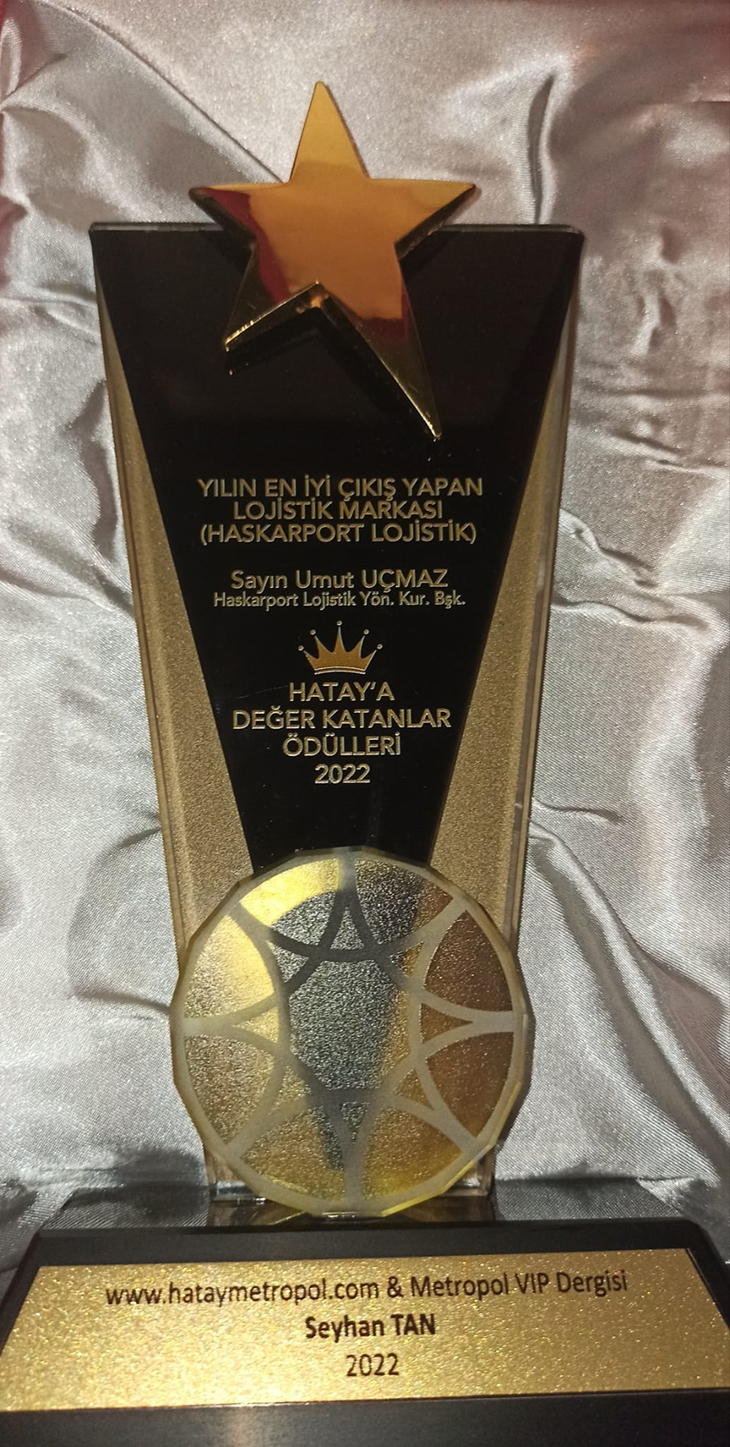 YILIN EN İYİ ÇIKIŞ YAPAN
LOJİSTİK MARKASI
(HASKARPORT LOJİSTİK)
Sayın Umut UÇMAZ
Haskarport Lojistik Yön. Kur. Bşk.
HATAY'A
DEĞER KATANLAR
ÖDÜLLERİ
2022
www.hataymetropol.com & Metropol VIP Dergisi
Seyhan TAN
2022